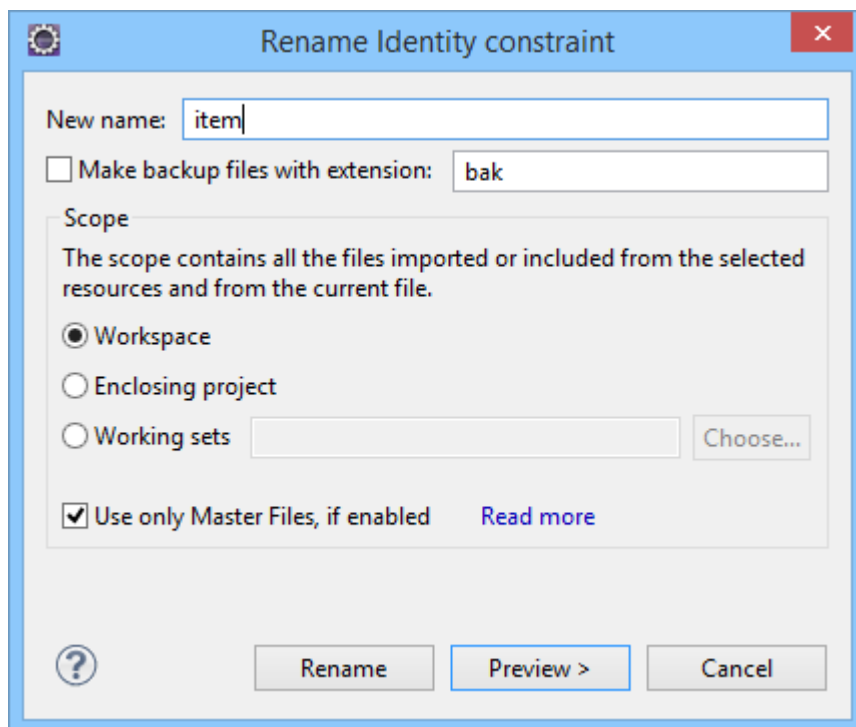 Rename Identity constraint
New name: item
Make backup files with extension: bak
Scope
The scope contains all the files imported or included from the selected
resources and from the current file.
Workspace
Enclosing project
Working sets Choose...
Use only Master Files, if enabled Read more
? Rename Preview > Cancel